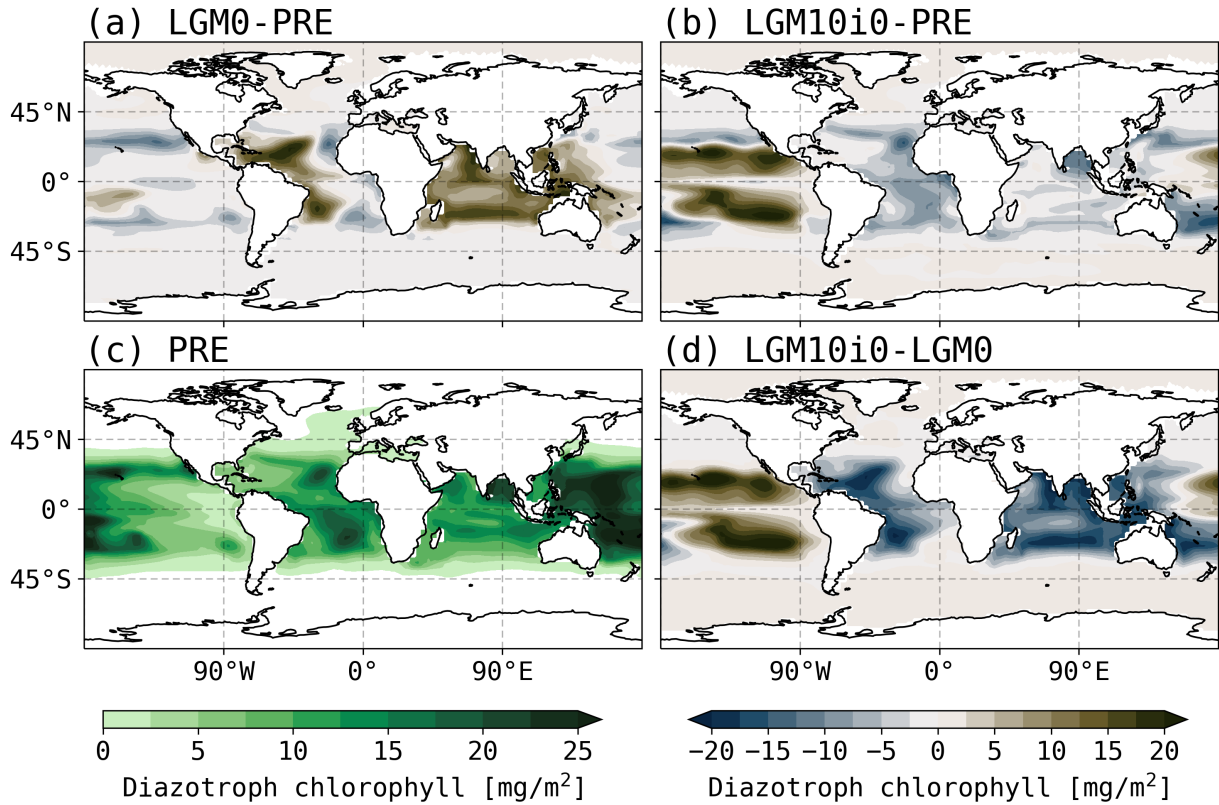 (a) LGM0-PRE
(b) LGM10i0-PRE
45°N
0°
45°S
(c) PRE
(d) LGM10i0-LGM0
45°N
0°
45°S
90°W 0° 90°E
90°W 0° 90°E
0 5 10 15 20 25
Diazotroph chlorophyll [mg/m²]
−20 −15 −10 −5 0 5 10 15 20
Diazotroph chlorophyll [mg/m²]